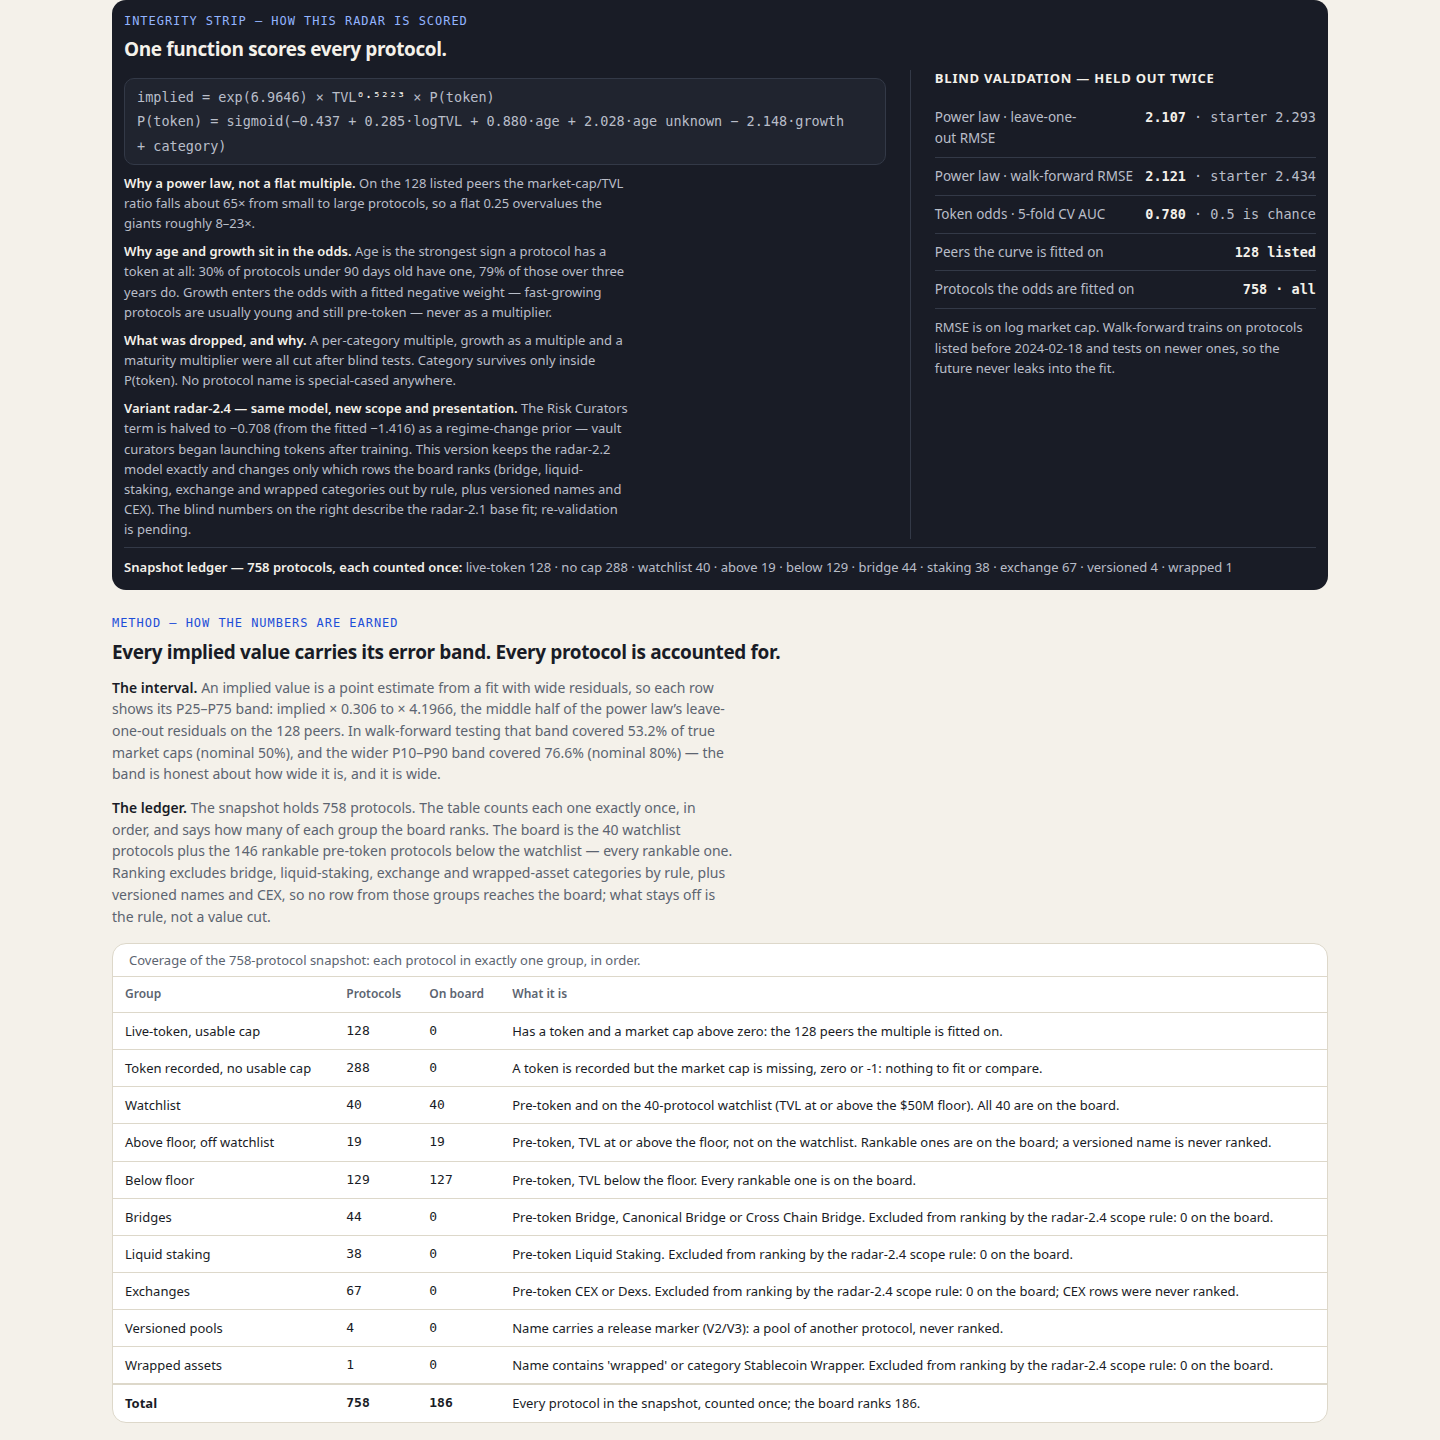 INTEGRITY STRIP — HOW THIS RADAR IS SCORED
One function scores every protocol.
implied = exp(6.9646) × TVL⁰·⁵²²³ × P(token)
P(token) = sigmoid(−0.437 + 0.285·logTVL + 0.880·age + 2.028·age unknown − 2.148·growth
+ category)
Why a power law, not a flat multiple. On the 128 listed peers the market-cap/TVL
ratio falls about 65× from small to large protocols, so a flat 0.25 overvalues the
giants roughly 8–23×.
Why age and growth sit in the odds. Age is the strongest sign a protocol has a
token at all: 30% of protocols under 90 days old have one, 79% of those over three
years do. Growth enters the odds with a fitted negative weight — fast-growing
protocols are usually young and still pre-token — never as a multiplier.
What was dropped, and why. A per-category multiple, growth as a multiple and a
maturity multiplier were all cut after blind tests. Category survives only inside
P(token). No protocol name is special-cased anywhere.
Variant radar-2.4 — same model, new scope and presentation. The Risk Curators
term is halved to −0.708 (from the fitted −1.416) as a regime-change prior — vault
curators began launching tokens after training. This version keeps the radar-2.2
model exactly and changes only which rows the board ranks (bridge, liquid-
staking, exchange and wrapped categories out by rule, plus versioned names and
CEX). The blind numbers on the right describe the radar-2.1 base fit; re-validation
is pending.
BLIND VALIDATION — HELD OUT TWICE
Power law · leave-one-
out RMSE 2.107 · starter 2.293
Power law · walk-forward RMSE 2.121 · starter 2.434
Token odds · 5-fold CV AUC 0.780 · 0.5 is chance
Peers the curve is fitted on 128 listed
Protocols the odds are fitted on 758 · all
RMSE is on log market cap. Walk-forward trains on protocols
listed before 2024-02-18 and tests on newer ones, so the
future never leaks into the fit.
Snapshot ledger — 758 protocols, each counted once: live-token 128 · no cap 288 · watchlist 40 · above 19 · below 129 · bridge 44 · staking 38 · exchange 67 · versioned 4 · wrapped 1
METHOD — HOW THE NUMBERS ARE EARNED
Every implied value carries its error band. Every protocol is accounted for.
The interval. An implied value is a point estimate from a fit with wide residuals, so each row
shows its P25–P75 band: implied × 0.306 to × 4.1966, the middle half of the power law's leave-
one-out residuals on the 128 peers. In walk-forward testing that band covered 53.2% of true
market caps (nominal 50%), and the wider P10–P90 band covered 76.6% (nominal 80%) — the
band is honest about how wide it is, and it is wide.
The ledger. The snapshot holds 758 protocols. The table counts each one exactly once, in
order, and says how many of each group the board ranks. The board is the 40 watchlist
protocols plus the 146 rankable pre-token protocols below the watchlist — every rankable one.
Ranking excludes bridge, liquid-staking, exchange and wrapped-asset categories by rule, plus
versioned names and CEX, so no row from those groups reaches the board; what stays off is
the rule, not a value cut.
Coverage of the 758-protocol snapshot: each protocol in exactly one group, in order.
Group Protocols On board What it is
Live-token, usable cap 128 0 Has a token and a market cap above zero: the 128 peers the multiple is fitted on.
Token recorded, no usable cap 288 0 A token is recorded but the market cap is missing, zero or -1: nothing to fit or compare.
Watchlist 40 40 Pre-token and on the 40-protocol watchlist (TVL at or above the $50M floor). All 40 are on the board.
Above floor, off watchlist 19 19 Pre-token, TVL at or above the floor, not on the watchlist. Rankable ones are on the board; a versioned name is never ranked.
Below floor 129 127 Pre-token, TVL below the floor. Every rankable one is on the board.
Bridges 44 0 Pre-token Bridge, Canonical Bridge or Cross Chain Bridge. Excluded from ranking by the radar-2.4 scope rule: 0 on the board.
Liquid staking 38 0 Pre-token Liquid Staking. Excluded from ranking by the radar-2.4 scope rule: 0 on the board.
Exchanges 67 0 Pre-token CEX or Dexs. Excluded from ranking by the radar-2.4 scope rule: 0 on the board; CEX rows were never ranked.
Versioned pools 4 0 Name carries a release marker (V2/V3): a pool of another protocol, never ranked.
Wrapped assets 1 0 Name contains 'wrapped' or category Stablecoin Wrapper. Excluded from ranking by the radar-2.4 scope rule: 0 on the board.
Total 758 186 Every protocol in the snapshot, counted once; the board ranks 186.